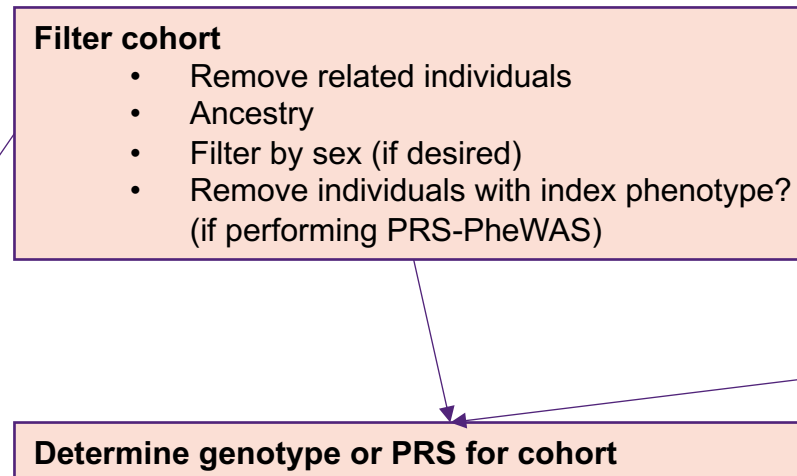 Filter cohort
• Remove related individuals
• Ancestry
• Filter by sex (if desired)
• Remove individuals with index phenotype?
(if performing PRS-PheWAS)
Determine genotype or PRS for cohort